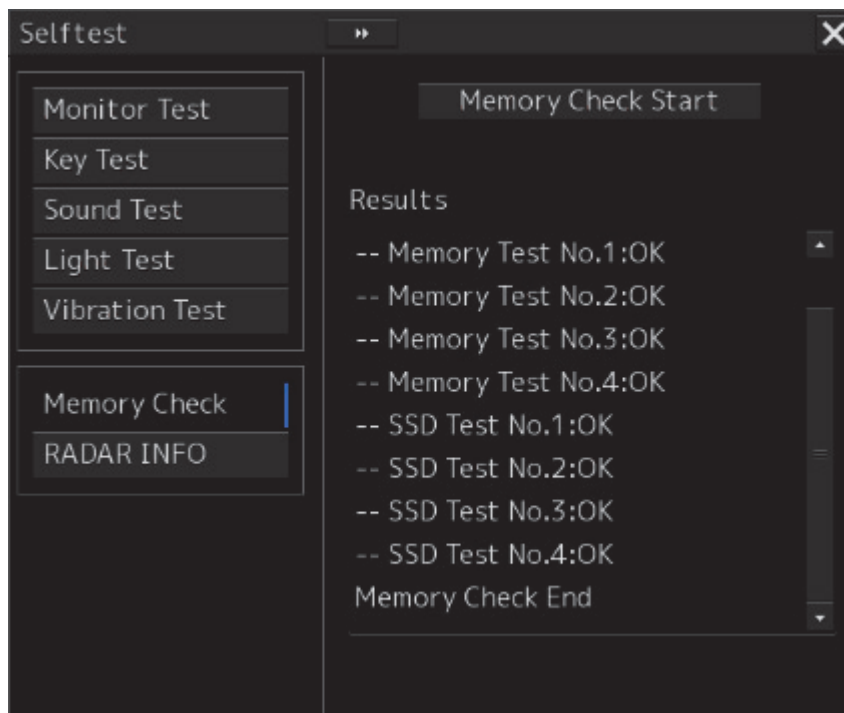 Selftest
Monitor Test
Key Test
Sound Test
Light Test
Vibration Test
Memory Check
RADAR INFO
Memory Check Start
Results
-- Memory Test No.1:OK
-- Memory Test No.2:OK
-- Memory Test No.3:OK
-- Memory Test No.4:OK
-- SSD Test No.1:OK
-- SSD Test No.2:OK
-- SSD Test No.3:OK
-- SSD Test No.4:OK
Memory Check End